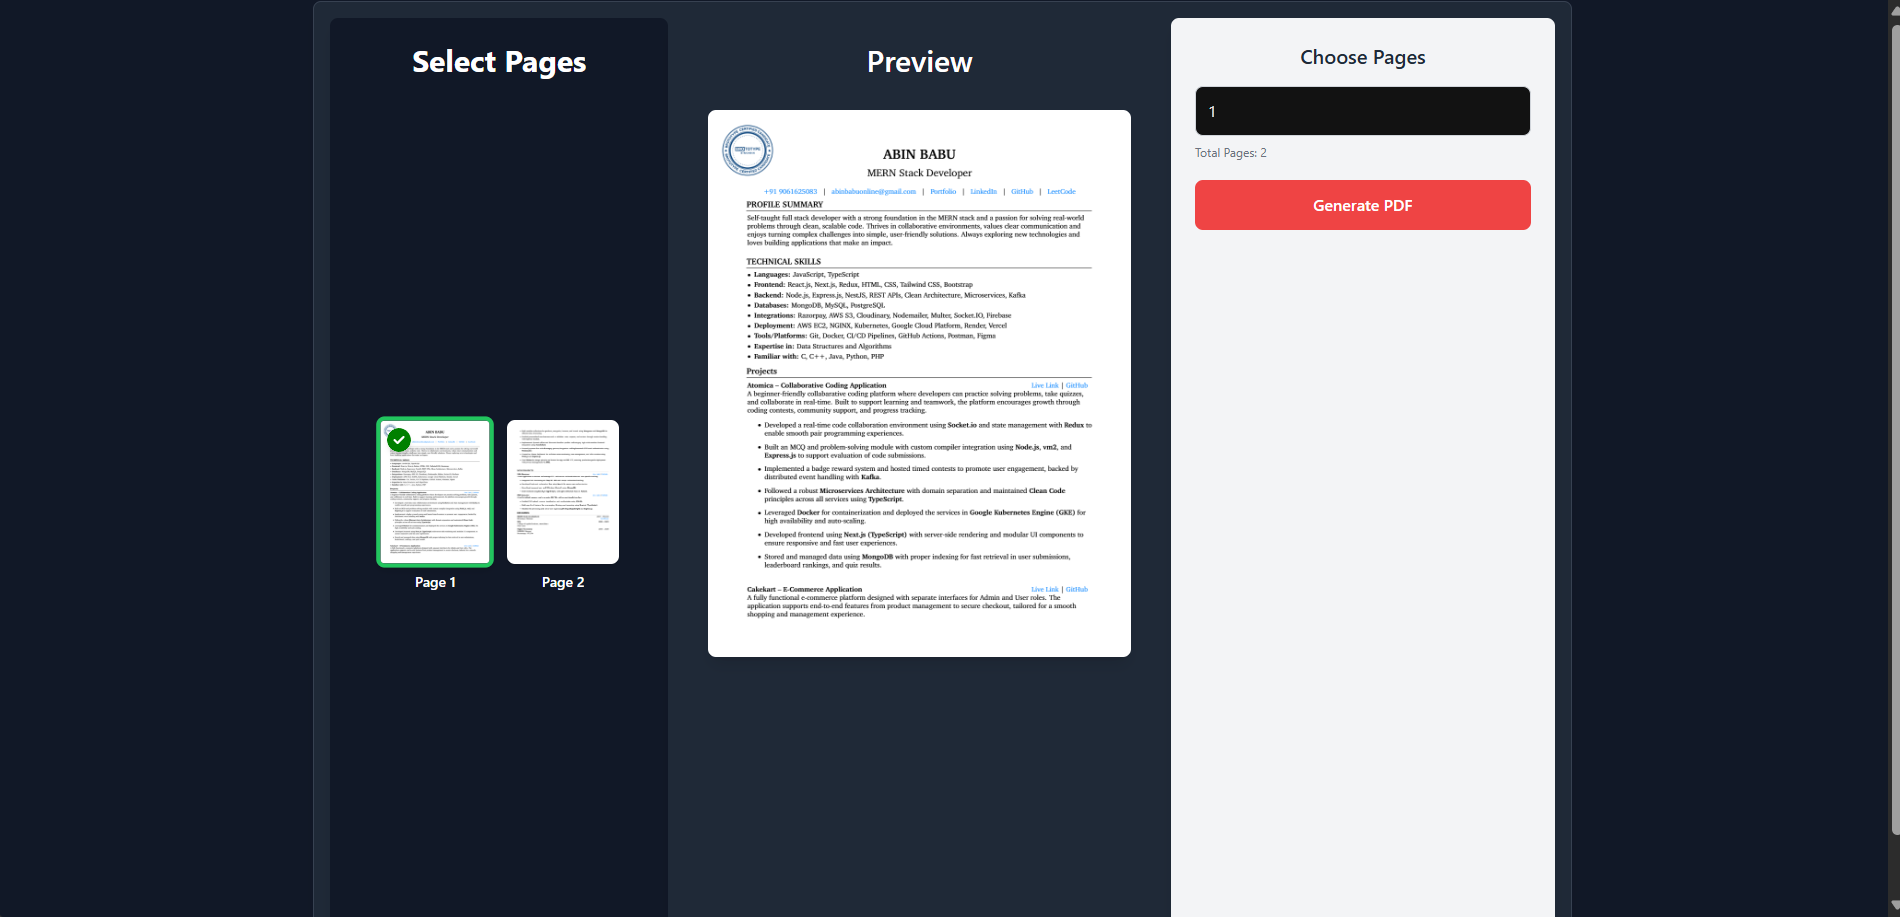 Select Pages
Page 1
Page 2
Preview
ABIN BABU
MERN Stack Developer
+91 9061625083 | abinbabuonline@gmail.com | Portfolio | LinkedIn | GitHub | LeetCode
PROFILE SUMMARY
Self-taught full stack developer with a strong foundation in the MERN stack and a passion for solving real-world
problems through clean, scalable code. Thrives in collaborative environments, values clear communication and
enjoys turning complex challenges into simple, user-friendly solutions. Always exploring new technologies and
loves building applications that make an impact.
TECHNICAL SKILLS
• Languages: JavaScript, TypeScript
• Frontend: React.js, Next.js, Redux, HTML, CSS, Tailwind CSS, Bootstrap
• Backend: Node.js, Express.js, NestJS, REST APIs, Clean Architecture, Microservices, Kafka
• Databases: MongoDB, MySQL, PostgreSQL
• Integrations: Razorpay, AWS S3, Cloudinary, Nodemailer, Multer, Socket.IO, Firebase
• Deployment: AWS EC2, NGINX, Kubernetes, Google Cloud Platform, Render, Vercel
• Tools/Platforms: Git, Docker, CI/CD Pipelines, GitHub Actions, Postman, Figma
• Expertise in: Data Structures and Algorithms
• Familiar with: C, C++, Java, Python, PHP
Projects
Atomica – Collaborative Coding Application Live Link | GitHub
A beginner-friendly collaborative coding platform where developers can practice solving problems, take quizzes,
and collaborate in real-time. Built to support learning and teamwork, the platform encourages growth through
coding contests, community support, and progress tracking.
• Developed a real-time code collaboration environment using Socket.io and state management with Redux to
enable smooth pair programming experiences.
• Built an MCQ and problem-solving module with custom compiler integration using Node.js, vm2, and
Express.js to support evaluation of code submissions.
• Implemented a badge reward system and hosted timed contests to promote user engagement, backed by
distributed event handling with Kafka.
• Followed a robust Microservices Architecture with domain separation and maintained Clean Code
principles across all services using TypeScript.
• Leveraged Docker for containerization and deployed the services in Google Kubernetes Engine (GKE) for
high availability and auto-scaling.
• Developed frontend using Next.js (TypeScript) with server-side rendering and modular UI components to
ensure responsive and fast user experiences.
• Stored and managed data using MongoDB with proper indexing for fast retrieval in user submissions,
leaderboard rankings, and quiz results.
Cakekart – E-Commerce Application Live Link | GitHub
A fully functional e-commerce platform designed with separate interfaces for Admin and User roles. The
application supports end-to-end features from product management to secure checkout, tailored for a smooth
shopping and management experience.
Choose Pages
1
Total Pages: 2
Generate PDF